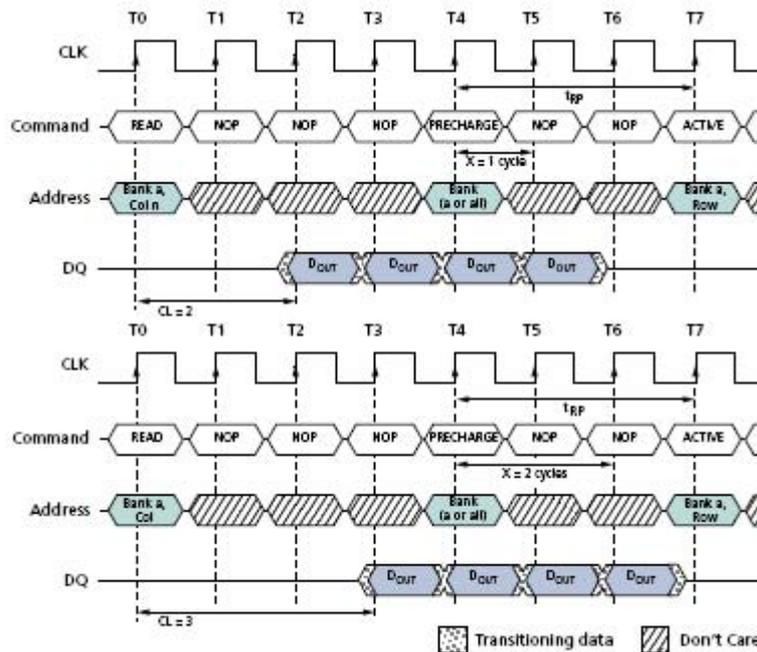 T0 T1 T2 T3 T4 T5 T6 T7
CLK
tRP
Command READ NOP NOP NOP PRECHARGE NOP NOP ACTIVE
X = 1 cycle
Address Bank a, Col n Bank (a or all) Bank a, Row
DQ DOUT DOUT DOUT DOUT
CL = 2
T0 T1 T2 T3 T4 T5 T6 T7
CLK
tRP
Command READ NOP NOP NOP PRECHARGE NOP NOP ACTIVE
X = 2 cycles
Address Bank a, Col Bank (a or all) Bank a, Row
DQ DOUT DOUT DOUT DOUT
CL = 3
Transitioning data Don't Care